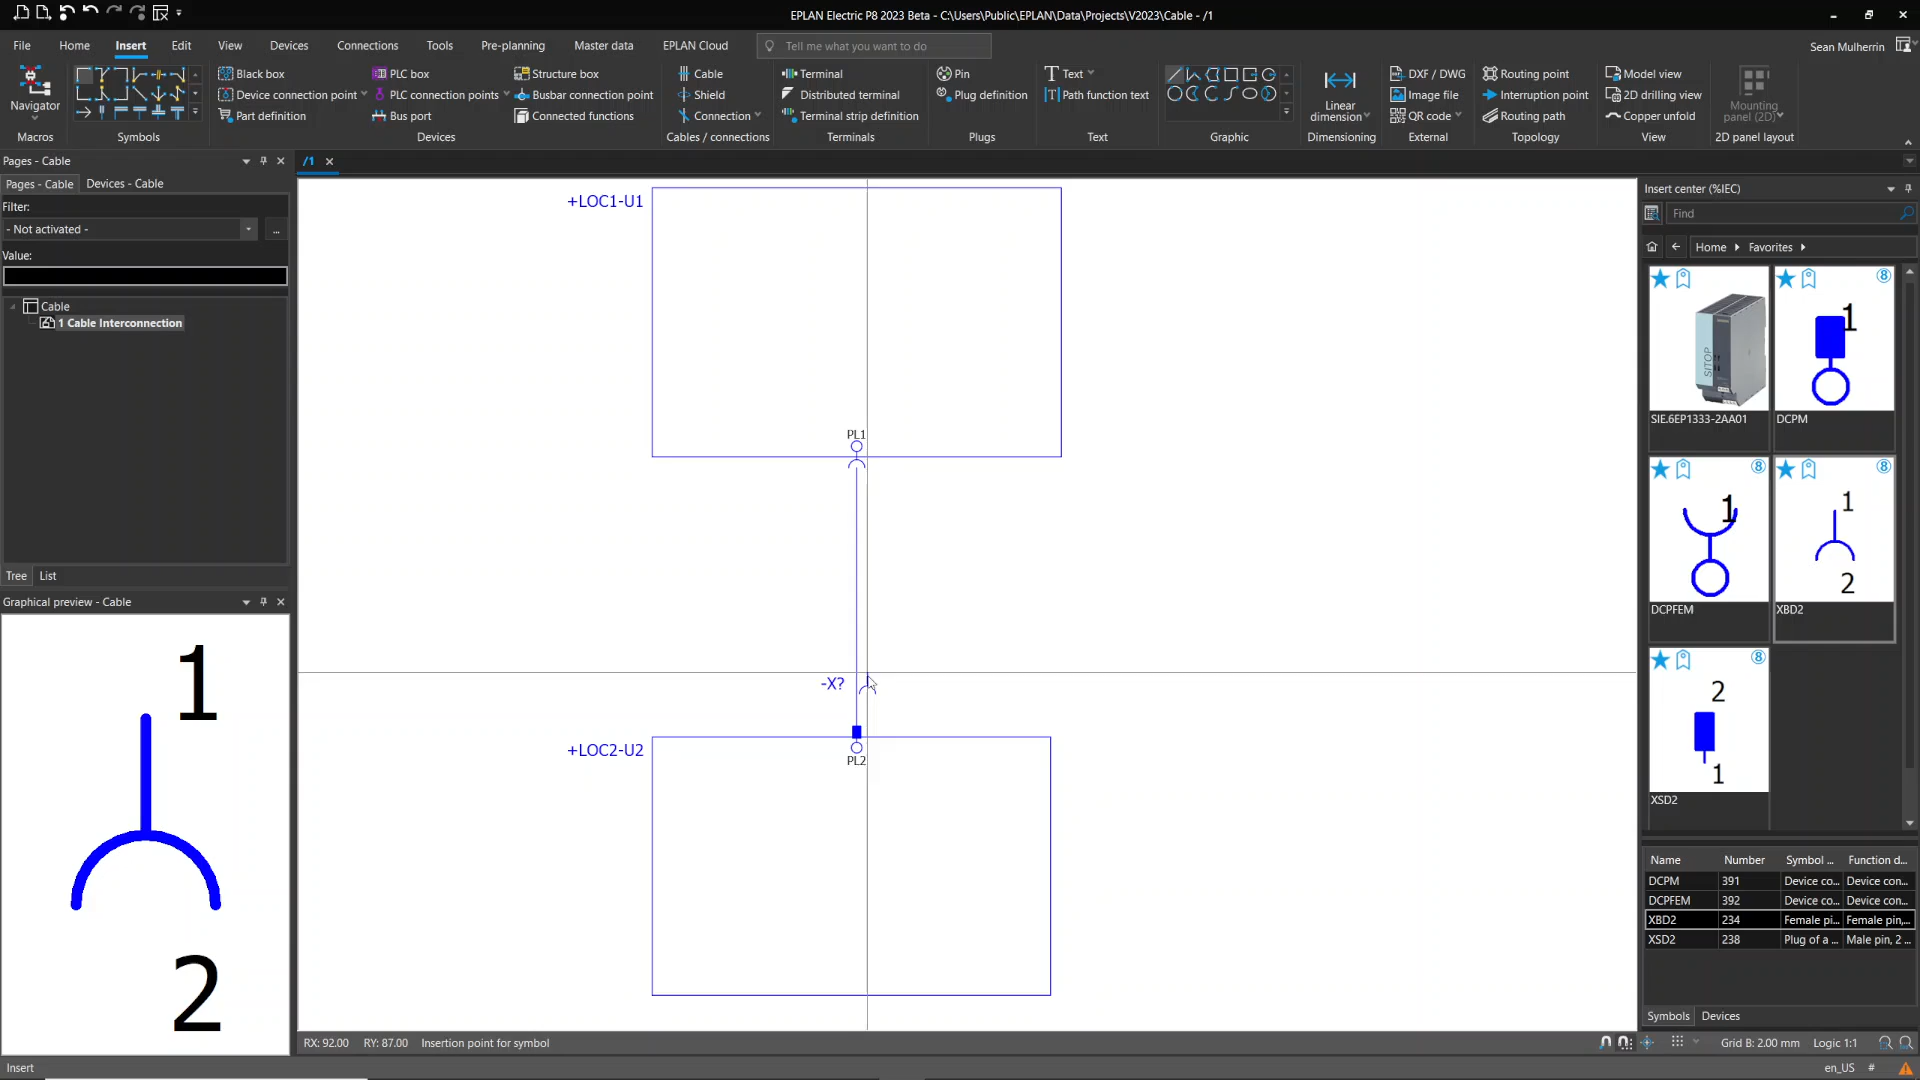 EPLAN Electric P8 2023 Beta - C:\Users\Public\EPLAN\Data\Projects\V2023\Cable - /1
File Home Insert Edit View Devices Connections Tools Pre-planning Master data EPLAN Cloud Tell me what you want to do Sean Mulherrin
Navigator
Macros
Symbols
Black box
Device connection point
Part definition
PLC box
PLC connection points
Bus port
Structure box
Busbar connection point
Connected functions
Devices
Cable
Shield
Connection
Cables / connections
Terminal
Distributed terminal
Terminal strip definition
Terminals
Pin
Plug definition
Plugs
Text
Path function text
Text
Graphic
Linear
dimension
Dimensioning
DXF / DWG
Image file
QR code
External
Routing point
Interruption point
Routing path
Topology
Model view
2D drilling view
Copper unfold
View
Mounting
panel (2D)
2D panel layout
Pages - Cable
Pages - Cable Devices - Cable
Filter:
- Not activated -
...
Value:
Cable
1 Cable Interconnection
Tree List
Graphical preview - Cable
1
2
/1
+LOC1-U1
PL1
-X?
+LOC2-U2
PL2
Insert center (%IEC)
Find
Home Favorites
SITOP
SIE.6EP1333-2AA01
8
1
DCPM
8
1
DCPFEM
8
1
2
XBD2
8
2
1
XSD2
Name Number Symbol ... Function d...
DCPM 391 Device co... Device con...
DCPFEM 392 Device co... Device con...
XBD2 234 Female pi... Female pin,...
XSD2 238 Plug of a ... Male pin, 2 ...
Symbols Devices
RX: 92.00 RY: 87.00 Insertion point for symbol
Grid B: 2.00 mm Logic 1:1
Insert
en_US #